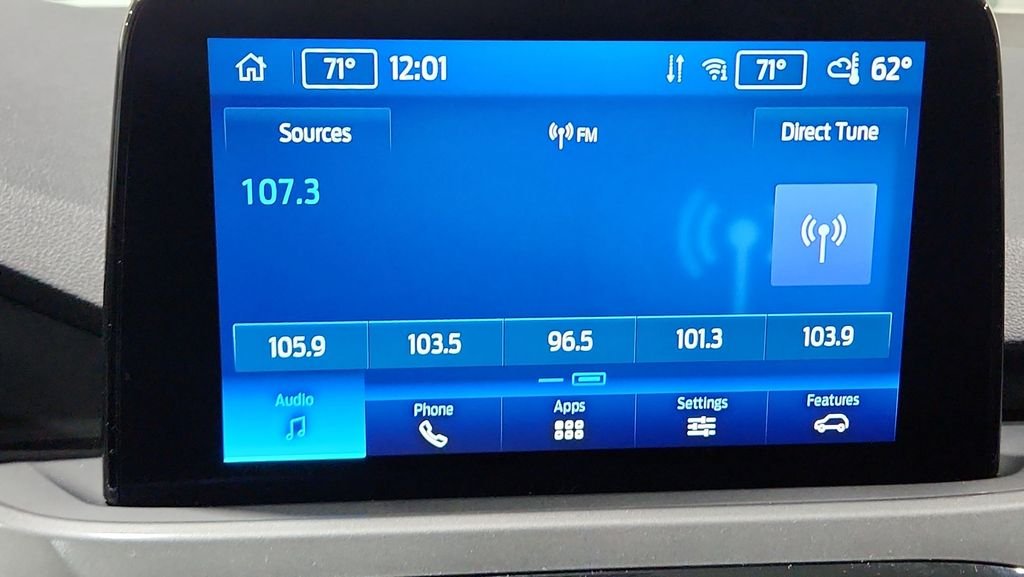 71° 12:01 71° 62°
Sources FM Direct Tune
107.3
105.9 103.5 96.5 101.3 103.9
Audio Phone Apps Settings Features